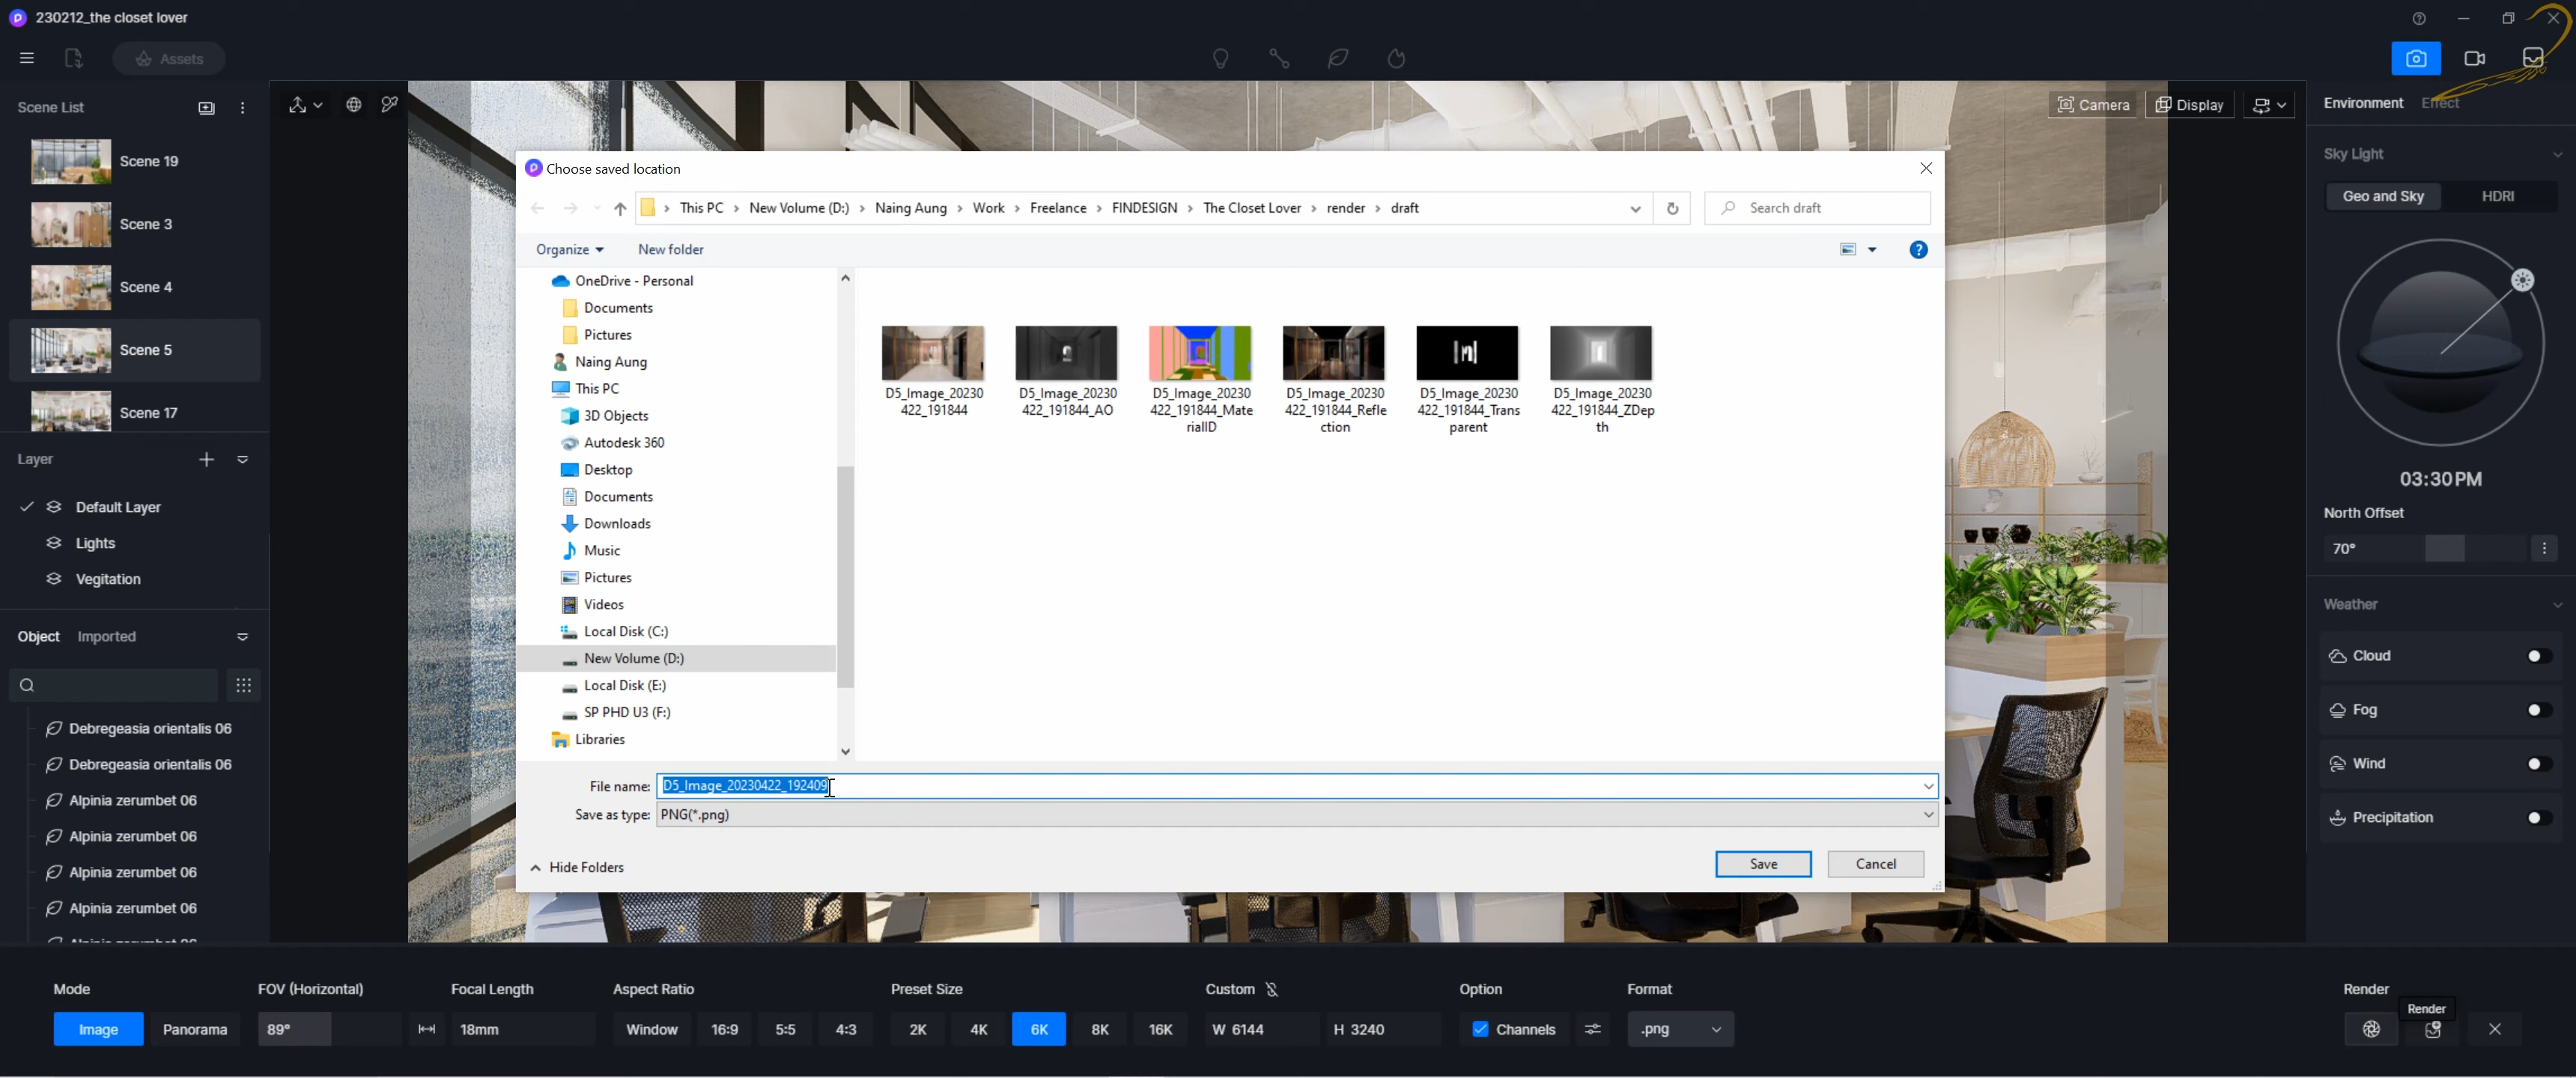 230212_the closet lover
Assets
Scene List
Scene 19
Scene 3
Scene 4
Scene 5
Scene 17
Layer
Default Layer
Lights
Vegitation
Object Imported
Debregeasia orientalis 06
Debregeasia orientalis 06
Alpinia zerumbet 06
Alpinia zerumbet 06
Alpinia zerumbet 06
Alpinia zerumbet 06
Camera Display
Choose saved location
This PC › New Volume (D:) › Naing Aung › Work › Freelance › FINDESIGN › The Closet Lover › render › draft
Search draft
Organize New folder
OneDrive - Personal
Documents
Pictures
Naing Aung
This PC
3D Objects
Autodesk 360
Desktop
Documents
Downloads
Music
Pictures
Videos
Local Disk (C:)
New Volume (D:)
Local Disk (E:)
SP PHD U3 (F:)
Libraries
D5_Image_20230
422_191844
D5_Image_20230
422_191844_AO
D5_Image_20230
422_191844_Mate
rialID
D5_Image_20230
422_191844_Refle
ction
D5_Image_20230
422_191844_Trans
parent
D5_Image_20230
422_191844_ZDep
th
File name: D5_Image_20230422_192409
Save as type: PNG(*.png)
Hide Folders
Save Cancel
Environment Effect
Sky Light
Geo and Sky HDRI
03:30PM
North Offset
70°
Weather
Cloud
Fog
Wind
Precipitation
Mode FOV (Horizontal) Focal Length Aspect Ratio Preset Size Custom Option Format Render
Render
Image Panorama 89° 18mm Window 16:9 5:5 4:3 2K 4K 6K 8K 16K W 6144 H 3240 Channels .png